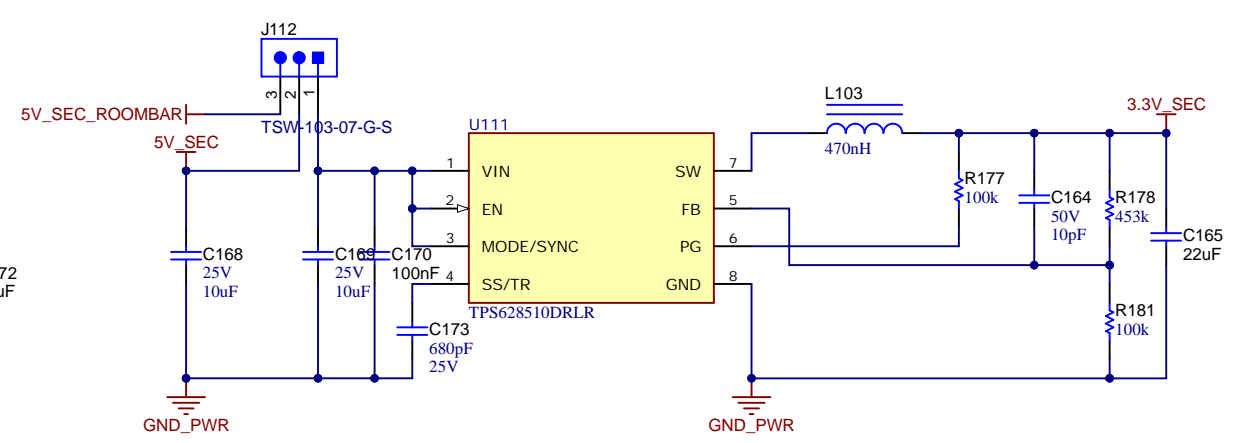 J112
3
2
1
5V_SEC_ROOMBAR
TSW-103-07-G-S
5V_SEC
U111
L103
470nH
3.3V_SEC
1
VIN
SW
7
2
EN
FB
5
3
MODE/SYNC
PG
6
4
SS/TR
GND
8
TPS628510DRLR
R177
100k
C164
50V
10pF
R178
453k
C165
22uF
72
uF
C168
25V
10uF
C169
25V
10uF
C170
100nF
C173
680pF
25V
R181
100k
GND_PWR
GND_PWR